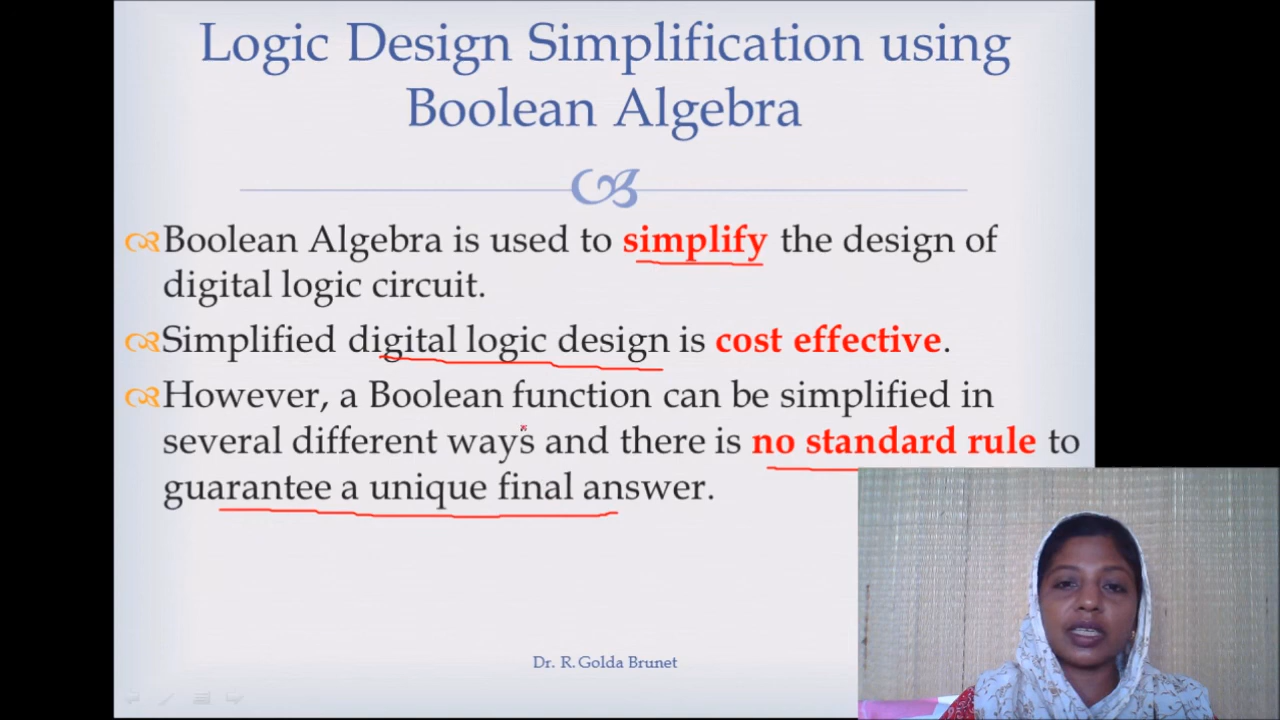 Logic Design Simplification using
Boolean Algebra
Boolean Algebra is used to simplify the design of
digital logic circuit.
Simplified digital logic design is cost effective.
However, a Boolean function can be simplified in
several different ways and there is no standard rule to
guarantee a unique final answer.
Dr. R. Golda Brunet